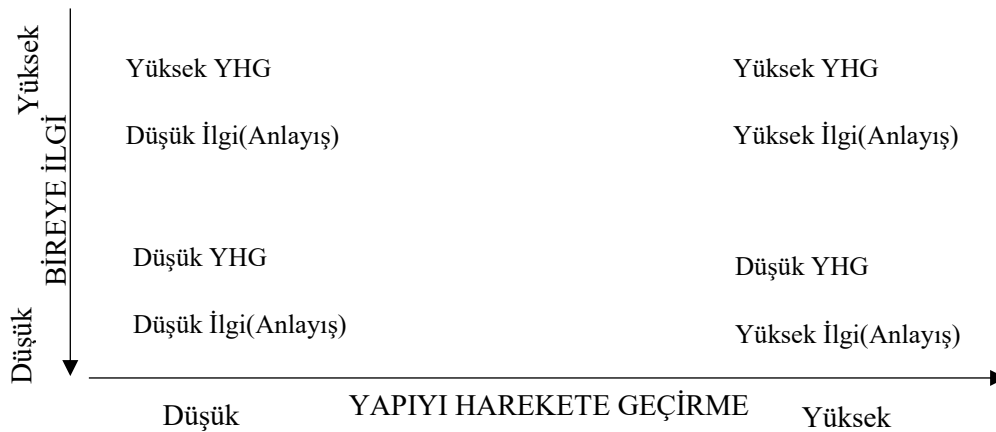 Yüksek
BİREYE İLGİ
Düşük
Yüksek YHG
Düşük İlgi(Anlayış)
Yüksek YHG
Yüksek İlgi(Anlayış)
Düşük YHG
Düşük İlgi(Anlayış)
Düşük YHG
Yüksek İlgi(Anlayış)
Düşük
YAPIYI HAREKETE GEÇİRME
Yüksek